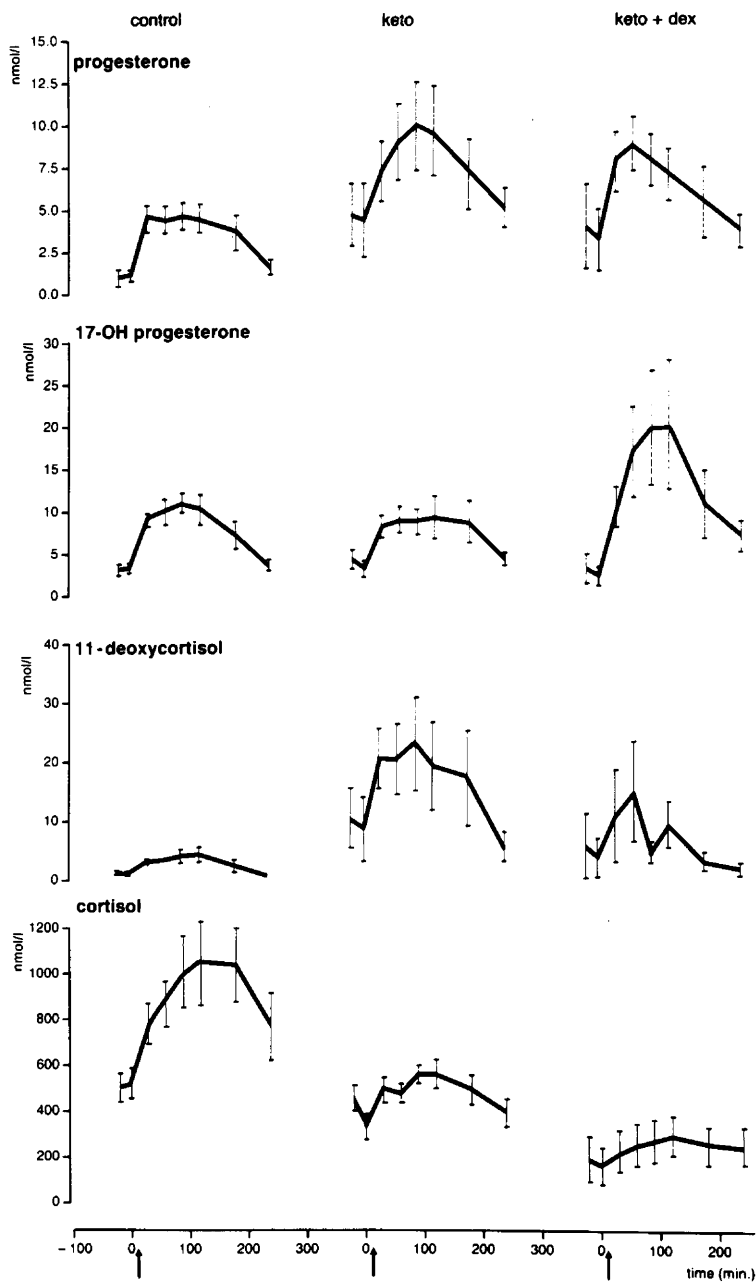 control keto keto + dex
progesterone
nmol/l
15.0
12.5
10.0
7.5
5.0
2.5
0.0
17-OH progesterone
nmol/l
30
25
20
15
10
5
0
11-deoxycortisol
nmol/l
40
30
20
10
0
cortisol
nmol/l
1200
1000
800
600
400
200
0
-100 0 100 200 300 0 100 200 300 0 100 200
time (min.)